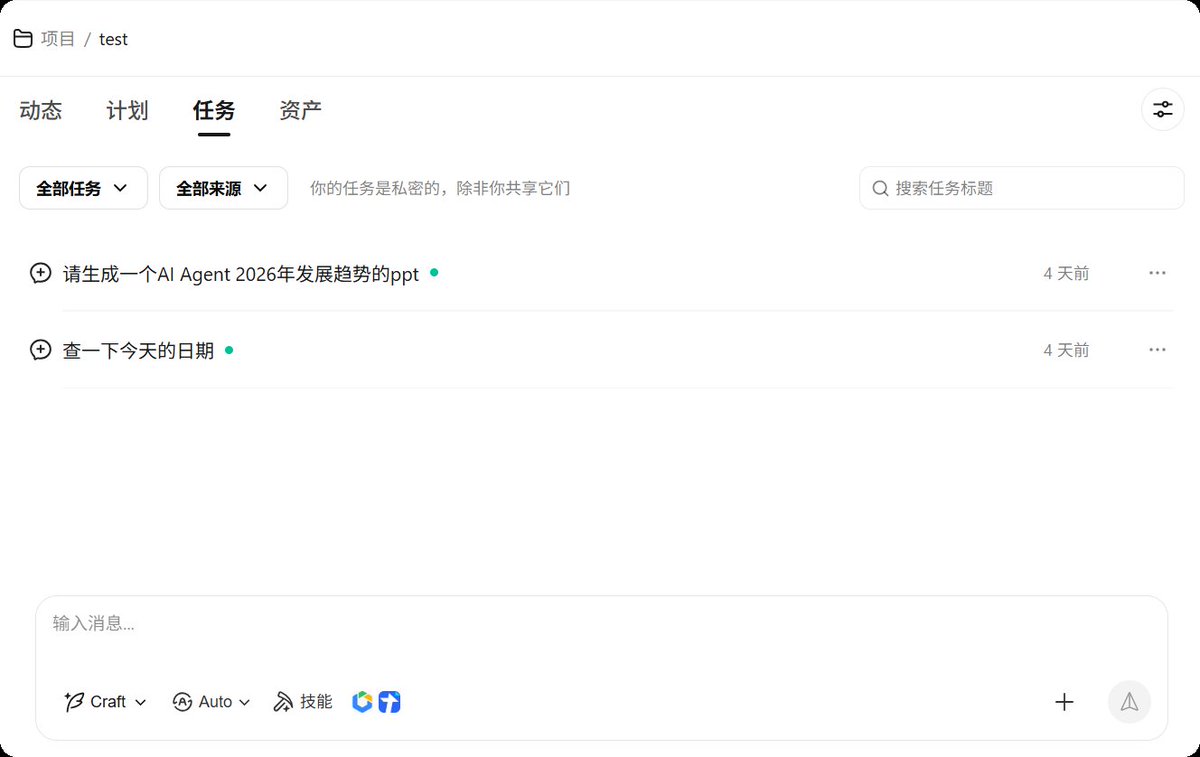 项目 / test
动态 计划 任务 资产
全部任务 全部来源 你的任务是私密的，除非你共享它们 搜索任务标题
请生成一个AI Agent 2026年发展趋势的ppt 4 天前
查一下今天的日期 4 天前
输入消息...
Craft Auto 技能